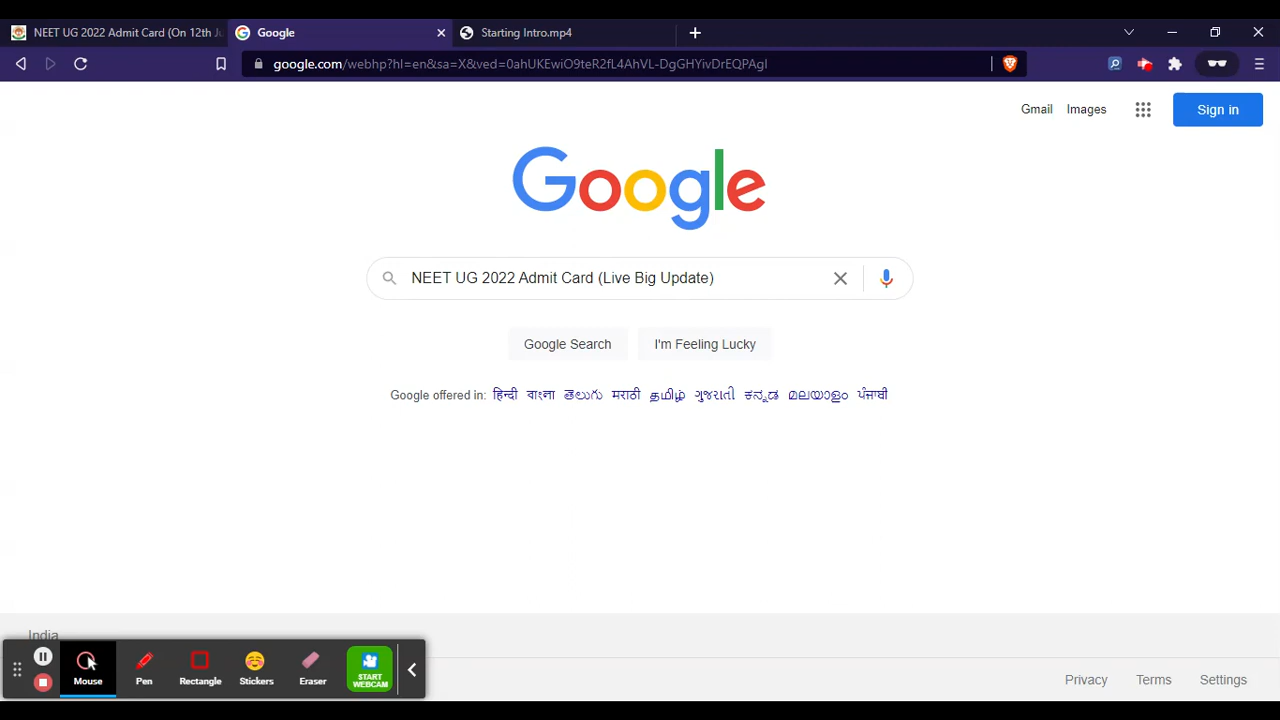 NEET UG 2022 Admit Card (On 12th Ju
Google
Starting Intro.mp4
google.com/webhp?hl=en&sa=X&ved=0ahUKEwiO9teR2fL4AhVL-DgGHYivDrEQPAgI
Gmail Images Sign in
Google
NEET UG 2022 Admit Card (Live Big Update)
Google Search I'm Feeling Lucky
Google offered in: हिन्दी বাংলা తెలుగు मराठी தமிழ் ગુજરાતી ಕನ್ನಡ മലയാളം ਪੰਜਾਬੀ
India
Mouse Pen Rectangle Stickers Eraser START WEBCAM
Privacy Terms Settings